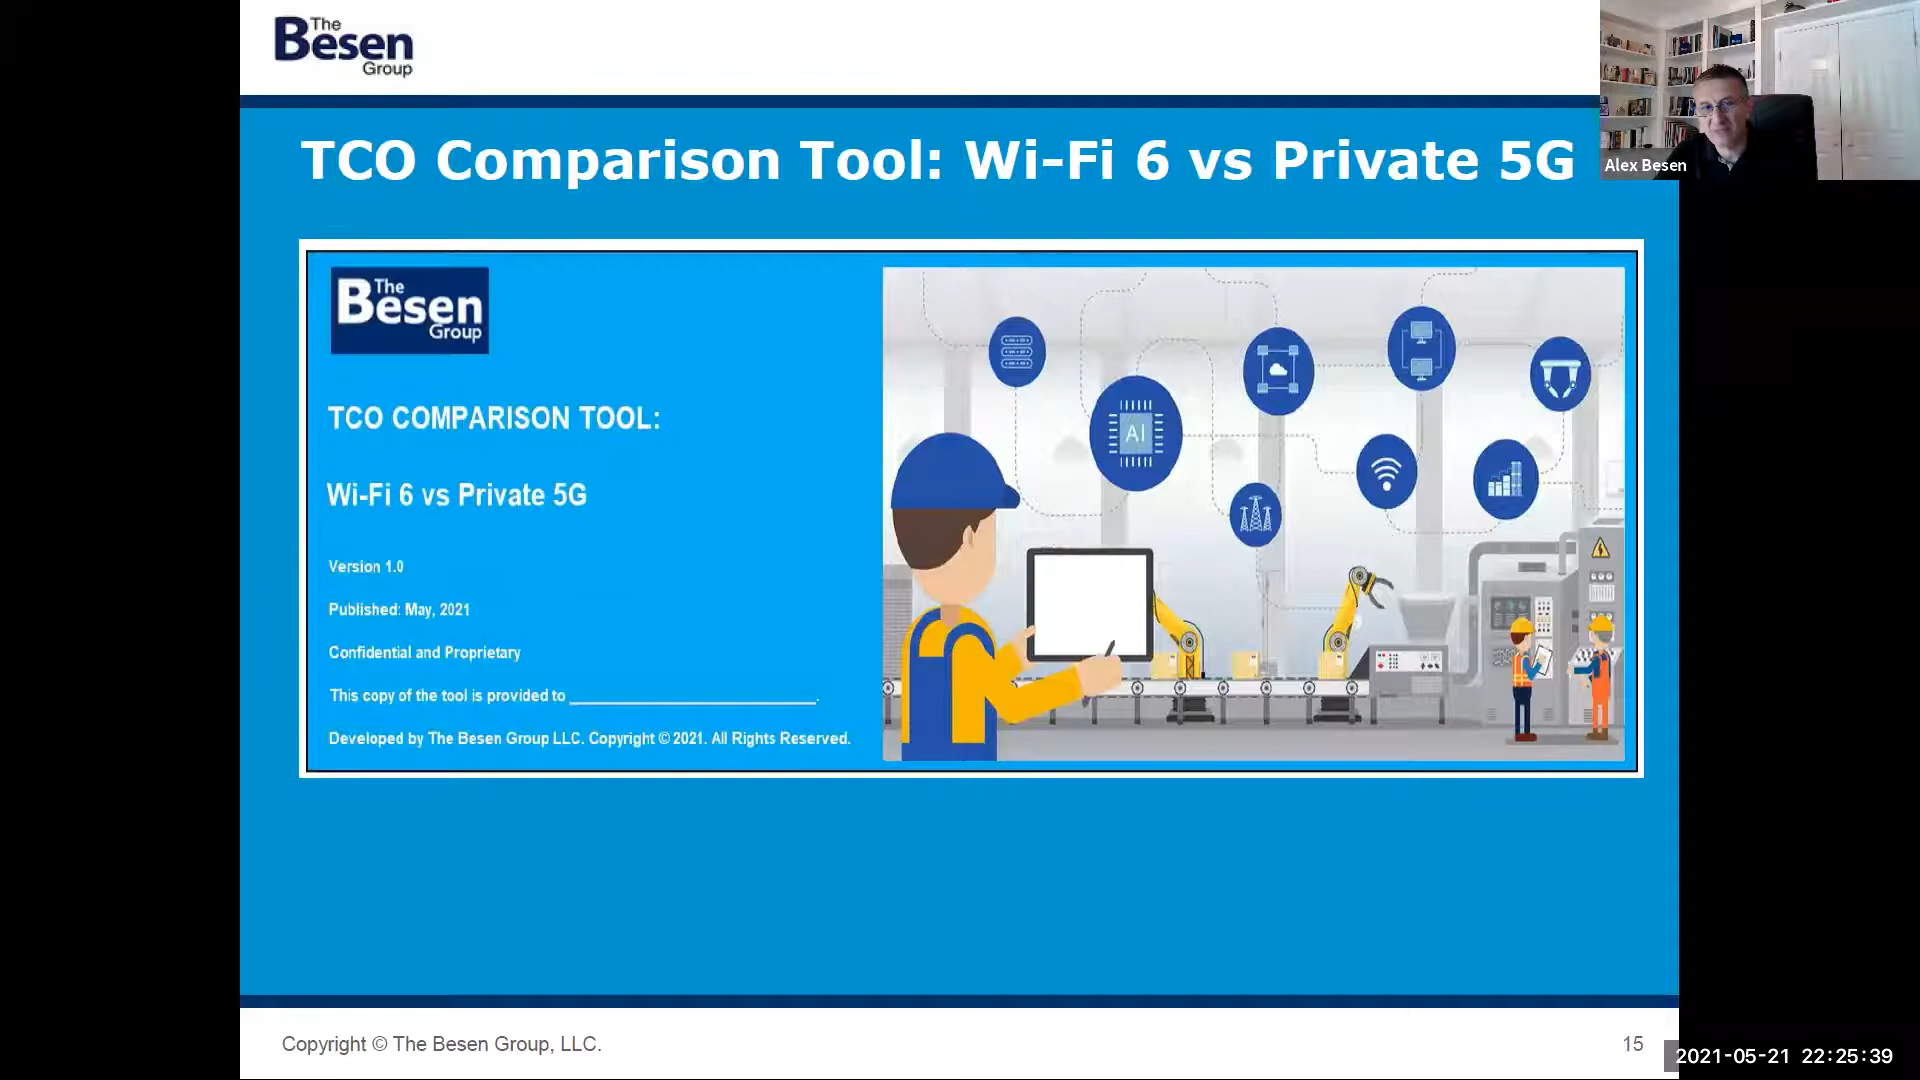 The
Besen
Group
TCO Comparison Tool: Wi-Fi 6 vs Private 5G
Alex Besen
The
Besen
Group
TCO COMPARISON TOOL:
Wi-Fi 6 vs Private 5G
Version 1.0
Published: May, 2021
Confidential and Proprietary
This copy of the tool is provided to ____________________________.
Developed by The Besen Group LLC. Copyright © 2021. All Rights Reserved.
AI
Copyright © The Besen Group, LLC.
15
2021-05-21 22:25:39